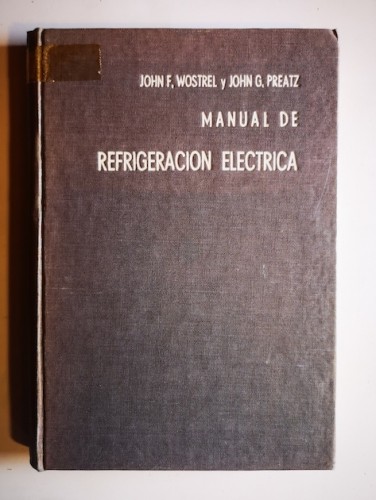 JOHN F. WOSTREL y JOHN G. PREATZ
MANUAL DE
REFRIGERACION ELECTRICA